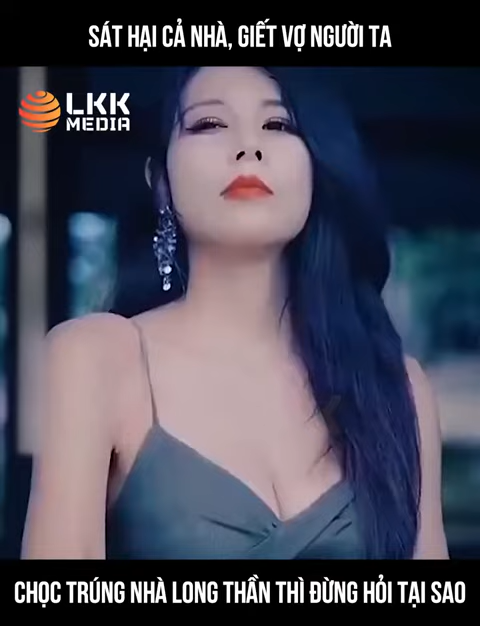 SÁT HẠI CẢ NHÀ, GIẾT VỢ NGƯỜI TA
LKK
MEDIA
CHỌC TRÚNG NHÀ LONG THẦN THÌ ĐỪNG HỎI TẠI SAO